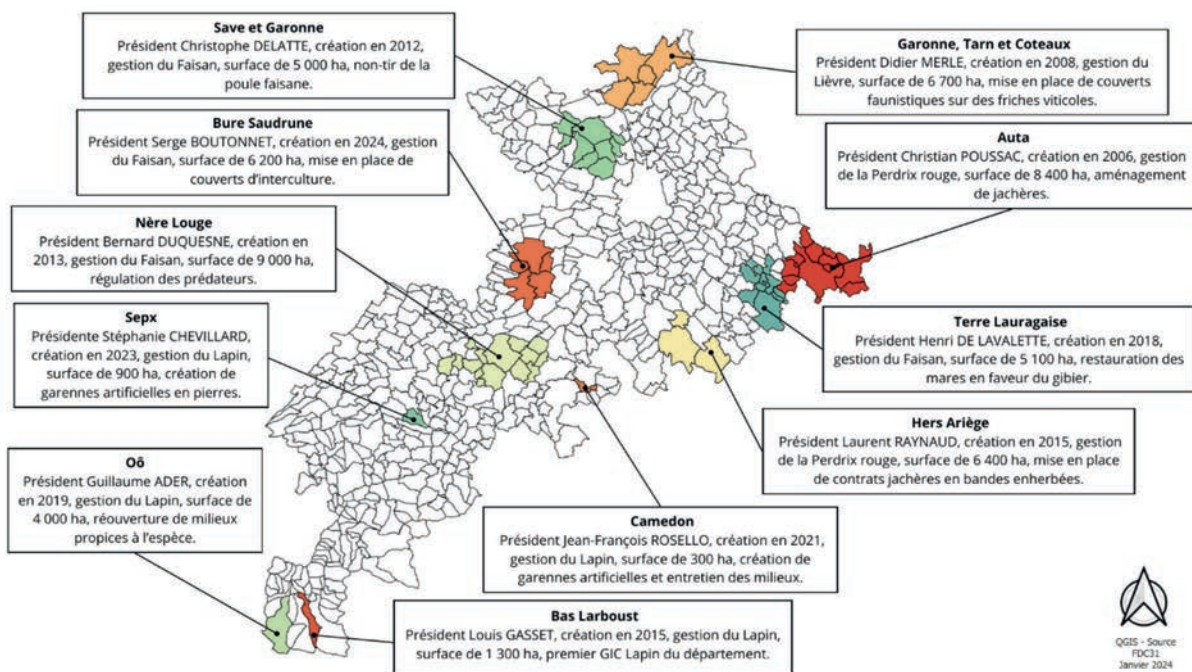 Save et Garonne
Président Christophe DELATTE, création en 2012,
gestion du Faisan, surface de 5 000 ha, non-tir de la
poule faisane.
Garonne, Tarn et Coteaux
Président Didier MERLE, création en 2008, gestion du
Lièvre, surface de 6 700 ha, mise en place de couverts
faunistiques sur des friches viticoles.
Bure Saudrune
Président Serge BOUTONNET, création en 2024, gestion
du Faisan, surface de 6 200 ha, mise en place de
couverts d'interculture.
Auta
Président Christian POUSSAC, création en 2006, gestion
de la Perdrix rouge, surface de 8 400 ha, aménagement
de jachères.
Nère Louge
Président Bernard DUQUESNE, création en
2013, gestion du Faisan, surface de 9 000 ha,
régulation des prédateurs.
Sepx
Présidente Stéphanie CHEVILLARD,
création en 2023, gestion du Lapin,
surface de 900 ha, création de
garennes artificielles en pierres.
Terre Lauragaise
Président Henri DE LAVALETTE, création en 2018,
gestion du Faisan, surface de 5 100 ha, restauration des
mares en faveur du gibier.
Hers Ariège
Président Laurent RAYNAUD, création en 2015, gestion
de la Perdrix rouge, surface de 6 400 ha, mise en place
de contrats jachères en bandes enherbées.
Oô
Président Guillaume ADER, création
en 2019, gestion du Lapin, surface de
4 000 ha, réouverture de milieux
propices à l'espèce.
Camedon
Président Jean-François ROSELLO, création en 2021,
gestion du Lapin, surface de 300 ha, création de
garennes artificielles et entretien des milieux.
Bas Larboust
Président Louis GASSET, création en 2015, gestion du Lapin,
surface de 1 300 ha, premier GIC Lapin du département.
QGIS - Source
FDC31
Janvier 2024